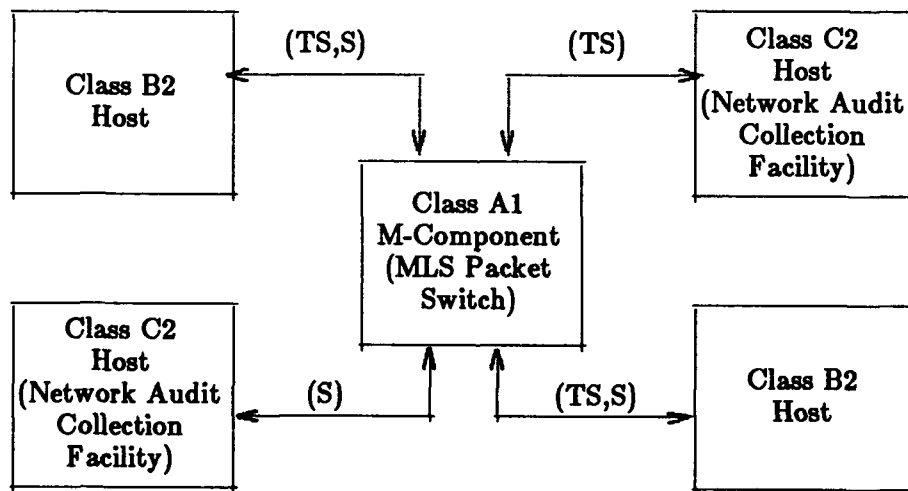 (TS,S)
(TS)
Class B2
Host
Class C2
Host
(Network Audit
Collection
Facility)
Class A1
M-Component
(MLS Packet
Switch)
Class C2
Host
(Network Audit
Collection
Facility)
(S)
(TS,S)
Class B2
Host